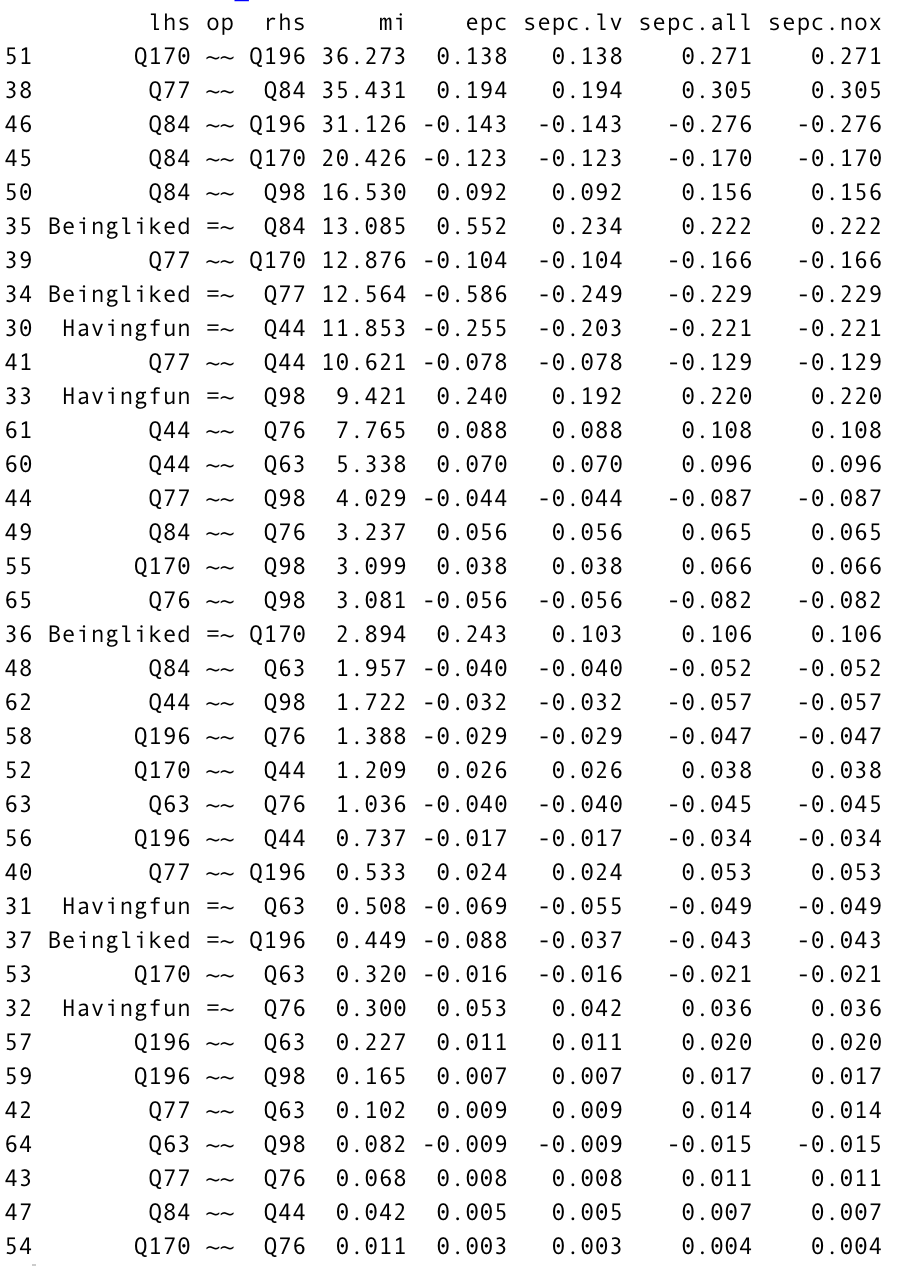 lhs op rhs mi epc sepc.lv sepc.all sepc.nox
51 Q170 ~~ Q196 36.273 0.138 0.138 0.271 0.271
38 Q77 ~~ Q84 35.431 0.194 0.194 0.305 0.305
46 Q84 ~~ Q196 31.126 -0.143 -0.143 -0.276 -0.276
45 Q84 ~~ Q170 20.426 -0.123 -0.123 -0.170 -0.170
50 Q84 ~~ Q98 16.530 0.092 0.092 0.156 0.156
35 Beingliked =~ Q84 13.085 0.552 0.234 0.222 0.222
39 Q77 ~~ Q170 12.876 -0.104 -0.104 -0.166 -0.166
34 Beingliked =~ Q77 12.564 -0.586 -0.249 -0.229 -0.229
30 Havingfun =~ Q44 11.853 -0.255 -0.203 -0.221 -0.221
41 Q77 ~~ Q44 10.621 -0.078 -0.078 -0.129 -0.129
33 Havingfun =~ Q98 9.421 0.240 0.192 0.220 0.220
61 Q44 ~~ Q76 7.765 0.088 0.088 0.108 0.108
60 Q44 ~~ Q63 5.338 0.070 0.070 0.096 0.096
44 Q77 ~~ Q98 4.029 -0.044 -0.044 -0.087 -0.087
49 Q84 ~~ Q76 3.237 0.056 0.056 0.065 0.065
55 Q170 ~~ Q98 3.099 0.038 0.038 0.066 0.066
65 Q76 ~~ Q98 3.081 -0.056 -0.056 -0.082 -0.082
36 Beingliked =~ Q170 2.894 0.243 0.103 0.106 0.106
48 Q84 ~~ Q63 1.957 -0.040 -0.040 -0.052 -0.052
62 Q44 ~~ Q98 1.722 -0.032 -0.032 -0.057 -0.057
58 Q196 ~~ Q76 1.388 -0.029 -0.029 -0.047 -0.047
52 Q170 ~~ Q44 1.209 0.026 0.026 0.038 0.038
63 Q63 ~~ Q76 1.036 -0.040 -0.040 -0.045 -0.045
56 Q196 ~~ Q44 0.737 -0.017 -0.017 -0.034 -0.034
40 Q77 ~~ Q196 0.533 0.024 0.024 0.053 0.053
31 Havingfun =~ Q63 0.508 -0.069 -0.055 -0.049 -0.049
37 Beingliked =~ Q196 0.449 -0.088 -0.037 -0.043 -0.043
53 Q170 ~~ Q63 0.320 -0.016 -0.016 -0.021 -0.021
32 Havingfun =~ Q76 0.300 0.053 0.042 0.036 0.036
57 Q196 ~~ Q63 0.227 0.011 0.011 0.020 0.020
59 Q196 ~~ Q98 0.165 0.007 0.007 0.017 0.017
42 Q77 ~~ Q63 0.102 0.009 0.009 0.014 0.014
64 Q63 ~~ Q98 0.082 -0.009 -0.009 -0.015 -0.015
43 Q77 ~~ Q76 0.068 0.008 0.008 0.011 0.011
47 Q84 ~~ Q44 0.042 0.005 0.005 0.007 0.007
54 Q170 ~~ Q76 0.011 0.003 0.003 0.004 0.004